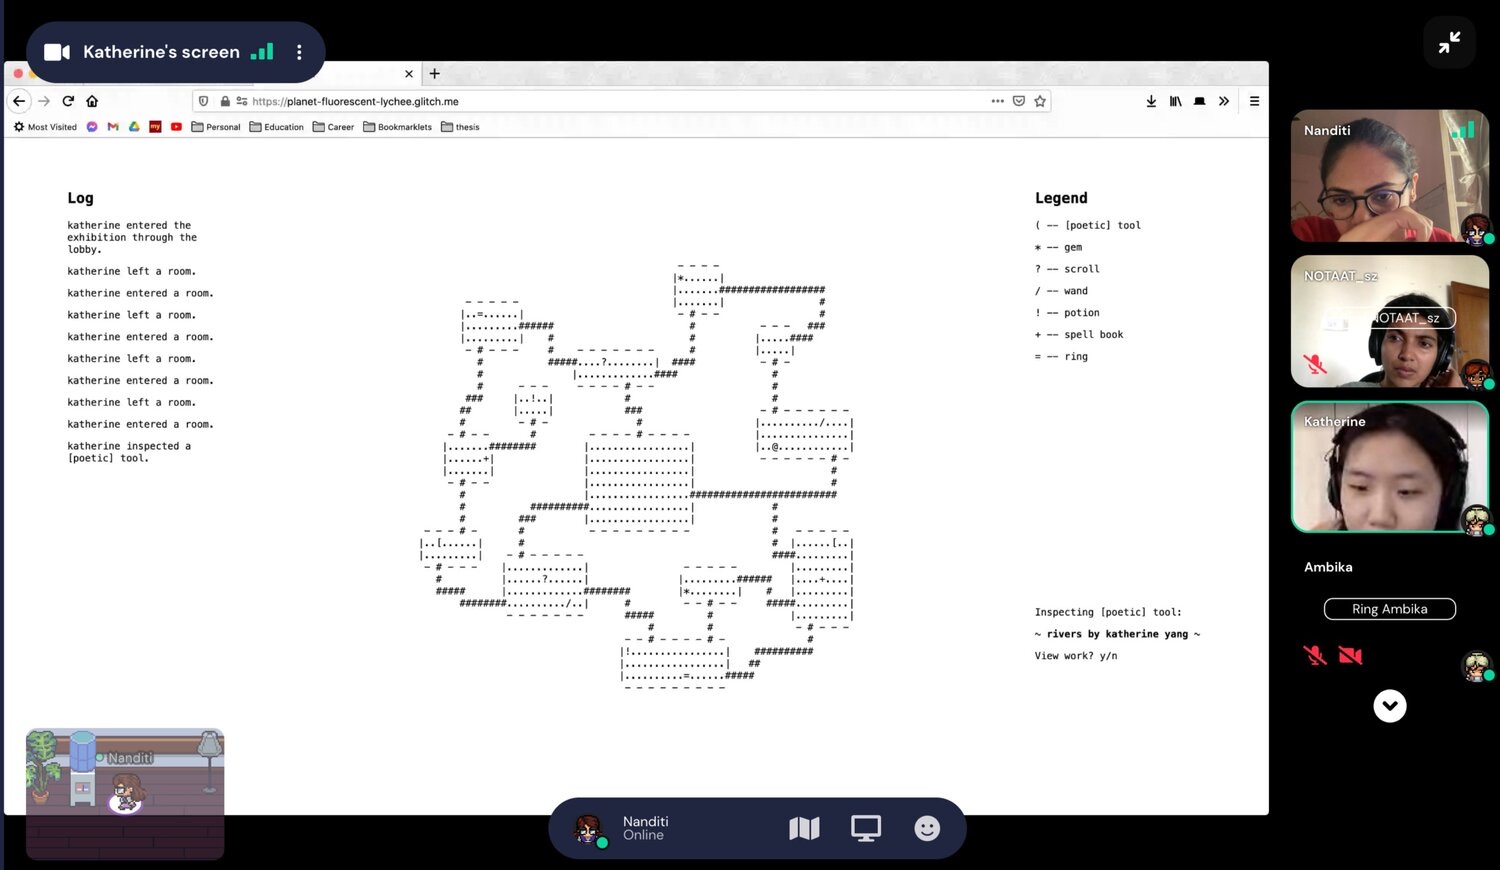 Katherine's screen
https://planet-fluorescent-lychee.glitch.me
Most Visited
my
Personal
Education
Career
Bookmarklets
thesis
Log
katherine entered the
exhibition through the
lobby.
katherine left a room.
katherine entered a room.
katherine left a room.
katherine entered a room.
katherine left a room.
katherine entered a room.
katherine left a room.
katherine entered a room.
katherine inspected a
[poetic] tool.
Legend
( -- [poetic] tool
* -- gem
? -- scroll
/ -- wand
! -- potion
+ -- spell book
= -- ring
Inspecting [poetic] tool:
~ rivers by katherine yang ~
View work? y/n
Nanditi
NOTAAT_sz
NOTAAT_sz
Katherine
Ambika
Ring Ambika
Nanditi
Nanditi
Online